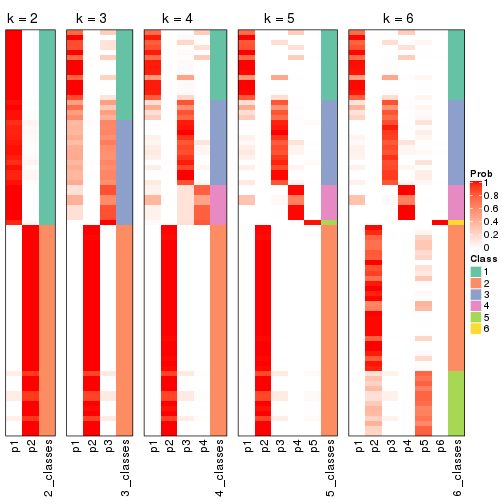 k = 2
k = 3
k = 4
k = 5
k = 6
p1
p2
2_classes
p1
p2
p3
3_classes
p1
p2
p3
p4
4_classes
p1
p2
p3
p4
p5
5_classes
p1
p2
p3
p4
p5
p6
6_classes
Prob
1
0.8
0.6
0.4
0.2
0
Class
1
2
3
4
5
6